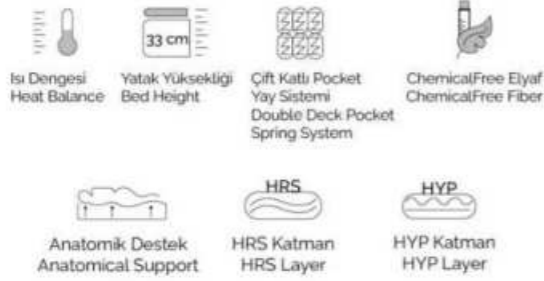 33 cm
Isı Dengesi
Heat Balance
Yatak Yüksekliği
Bed Height
Çift Katlı Pocket
Yay Sistemi
Double Deck Pocket
Spring System
ChemicalFree Elyaf
ChemicalFree Fiber
HRS
HYP
Anatomik Destek
Anatomical Support
HRS Katman
HRS Layer
HYP Katman
HYP Layer